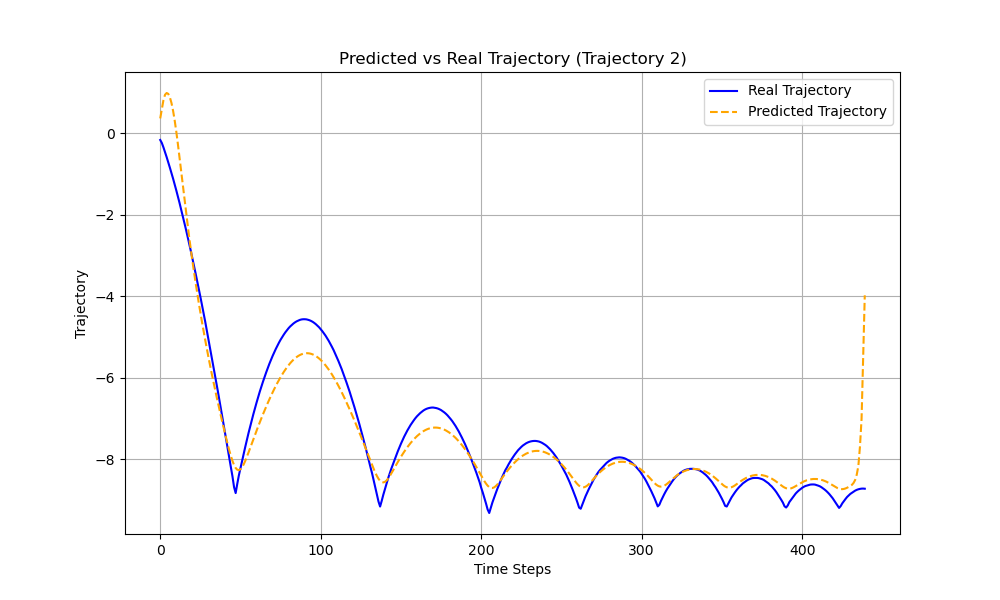 Predicted vs Real Trajectory (Trajectory 2)
Real Trajectory
Predicted Trajectory
Trajectory
0
−2
−4
−6
−8
0 100 200 300 400
Time Steps